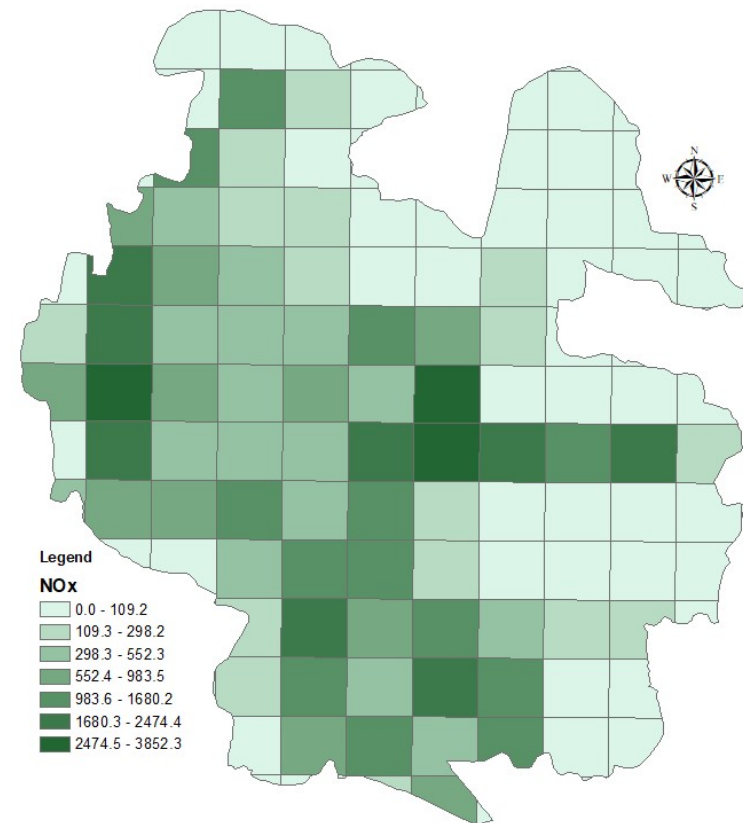 N
W E
S
Legend
NOx
0.0 - 109.2
109.3 - 298.2
298.3 - 552.3
552.4 - 983.5
983.6 - 1680.2
1680.3 - 2474.4
2474.5 - 3852.3